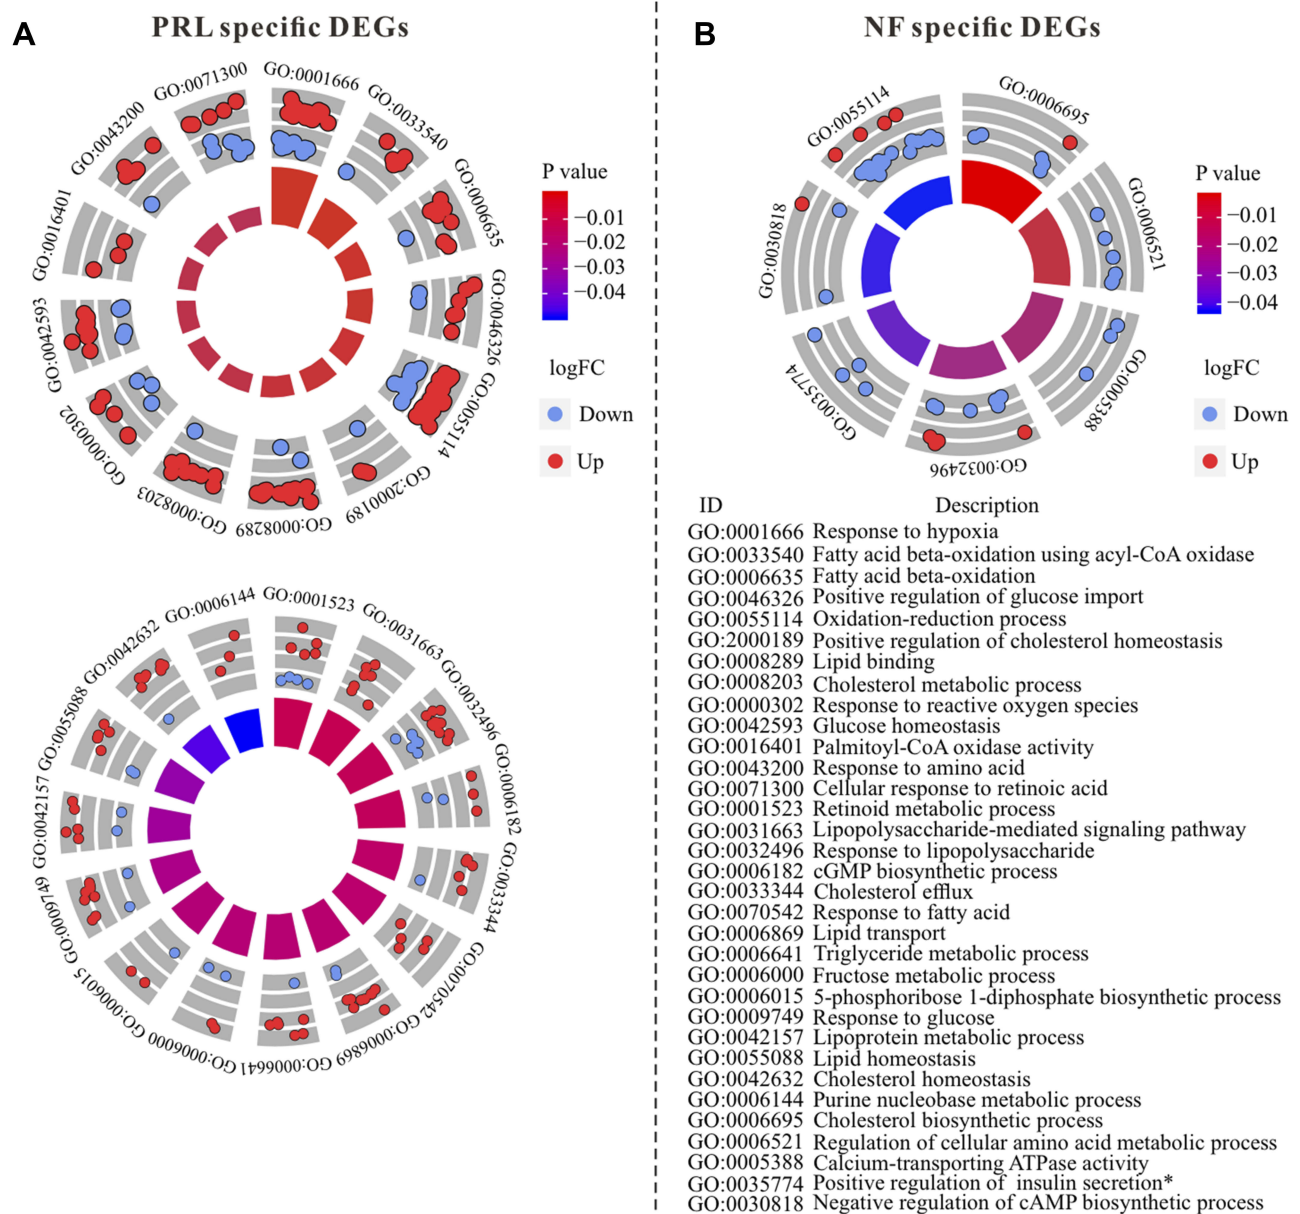 A
PRL specific DEGs
GO:0001666
GO:0033540
GO:0006635
GO:0046326
GO:0055114
GO:2000189
GO:0008289
GO:0008203
GO:0000302
GO:0042593
GO:0016401
GO:0043200
GO:0071300
P value
−0.01
−0.02
−0.03
−0.04
logFC
Down
Up
GO:0001523
GO:0031663
GO:0032496
GO:0006182
GO:0033344
GO:0070542
GO:0006869
GO:0006641
GO:0006000
GO:0006015
GO:0009749
GO:0042157
GO:0055088
GO:0042632
GO:0006144
B
NF specific DEGs
GO:0006695
GO:0006521
GO:0005388
GO:0032496
GO:0035774
GO:0030818
GO:0055114
P value
−0.01
−0.02
−0.03
−0.04
logFC
Down
Up
ID Description
GO:0001666 Response to hypoxia
GO:0033540 Fatty acid beta-oxidation using acyl-CoA oxidase
GO:0006635 Fatty acid beta-oxidation
GO:0046326 Positive regulation of glucose import
GO:0055114 Oxidation-reduction process
GO:2000189 Positive regulation of cholesterol homeostasis
GO:0008289 Lipid binding
GO:0008203 Cholesterol metabolic process
GO:0000302 Response to reactive oxygen species
GO:0042593 Glucose homeostasis
GO:0016401 Palmitoyl-CoA oxidase activity
GO:0043200 Response to amino acid
GO:0071300 Cellular response to retinoic acid
GO:0001523 Retinoid metabolic process
GO:0031663 Lipopolysaccharide-mediated signaling pathway
GO:0032496 Response to lipopolysaccharide
GO:0006182 cGMP biosynthetic process
GO:0033344 Cholesterol efflux
GO:0070542 Response to fatty acid
GO:0006869 Lipid transport
GO:0006641 Triglyceride metabolic process
GO:0006000 Fructose metabolic process
GO:0006015 5-phosphoribose 1-diphosphate biosynthetic process
GO:0009749 Response to glucose
GO:0042157 Lipoprotein metabolic process
GO:0055088 Lipid homeostasis
GO:0042632 Cholesterol homeostasis
GO:0006144 Purine nucleobase metabolic process
GO:0006695 Cholesterol biosynthetic process
GO:0006521 Regulation of cellular amino acid metabolic process
GO:0005388 Calcium-transporting ATPase activity
GO:0035774 Positive regulation of insulin secretion*
GO:0030818 Negative regulation of cAMP biosynthetic process